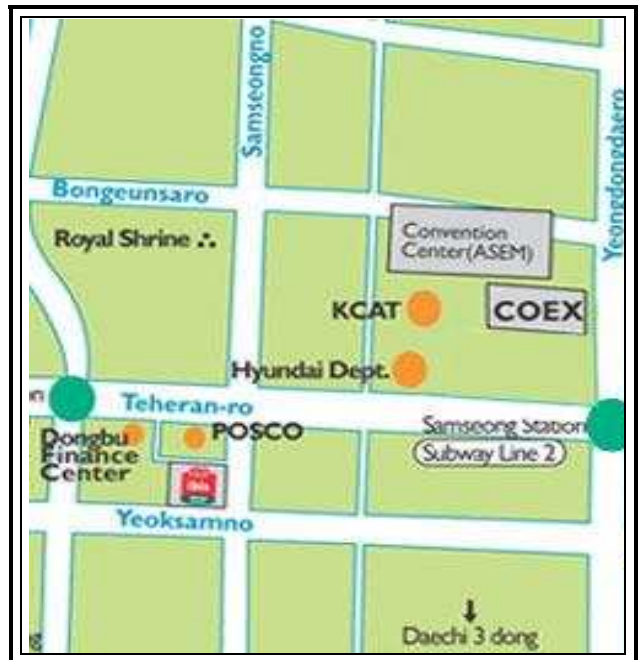 Samseongno
Yeongdongdaero
Bongeunsaro
Royal Shrine
Convention
Center(ASEM)
KCAT
COEX
Hyundai Dept.
Teheran-ro
Samseong Station
Subway Line 2
Dongbu
Finance
Center
POSCO
Yeoksamno
Daechi 3 dong